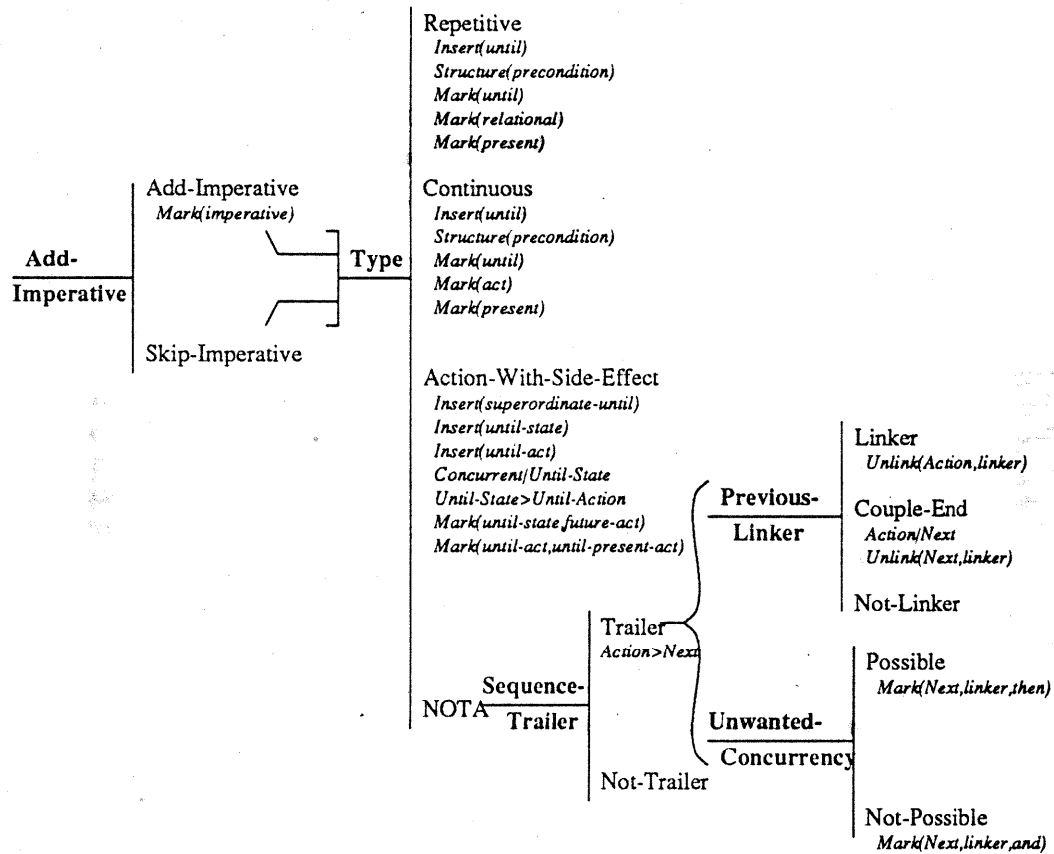 Add-
Imperative
Add-Imperative
Mark(imperative)
Skip-Imperative
Type
Repetitive
Insert(until)
Structure(precondition)
Mark(until)
Mark(relational)
Mark(present)
Continuous
Insert(until)
Structure(precondition)
Mark(until)
Mark(act)
Mark(present)
Action-With-Side-Effect
Insert(superordinate-until)
Insert(until-state)
Insert(until-act)
Concurrent/Until-State
Until-State>Until-Action
Mark(until-state,future-act)
Mark(until-act,until-present-act)
NOTA
Sequence-
Trailer
Trailer
Action>Next
Not-Trailer
Previous-
Linker
Linker
Unlink(Action,linker)
Couple-End
Action/Next
Unlink(Next,linker)
Not-Linker
Unwanted-
Concurrency
Possible
Mark(Next,linker,then)
Not-Possible
Mark(Next,linker,and)